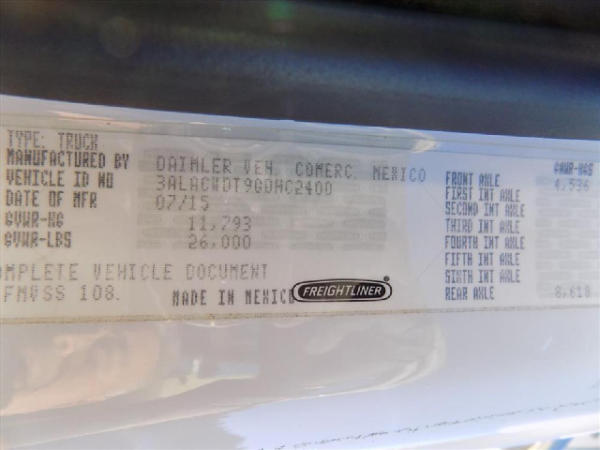 TYPE: TRUCK
MANUFACTURED BY DAIMLER VEH. COMERC. MEXICO
VEHICLE ID NO
DATE OF MFR 07/15
GVWR-KG 11,793
GVWR-LBS 26,000
OMPLETE VEHICLE DOCUMENT
FMVSS 108. MADE IN MEXICO FREIGHTLINER
GAWR-KGS
FRONT AXLE 4,536
FIRST INT AXLE
SECOND INT AXLE
THIRD INT AXLE
FOURTH INT AXLE
FIFTH INT AXLE
SIXTH INT AXLE
REAR AXLE 8,618